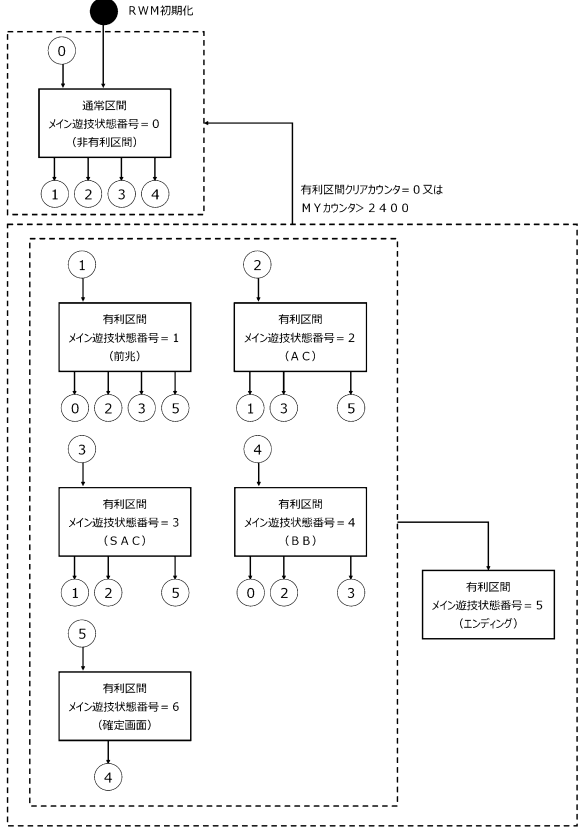 ＲＷＭ初期化
0
通常区間
メイン遊技状態番号＝０
（非有利区間）
1 2 3 4
有利区間クリアカウンタ＝０又は
ＭＹカウンタ＞２４００
1
有利区間
メイン遊技状態番号＝１
（前兆）
0 2 3 5
2
有利区間
メイン遊技状態番号＝２
（ＡＣ）
1 3 5
3
有利区間
メイン遊技状態番号＝３
（ＳＡＣ）
1 2 5
4
有利区間
メイン遊技状態番号＝４
（ＢＢ）
0 2 3
有利区間
メイン遊技状態番号＝５
（エンディング）
5
有利区間
メイン遊技状態番号＝６
（確定画面）
4